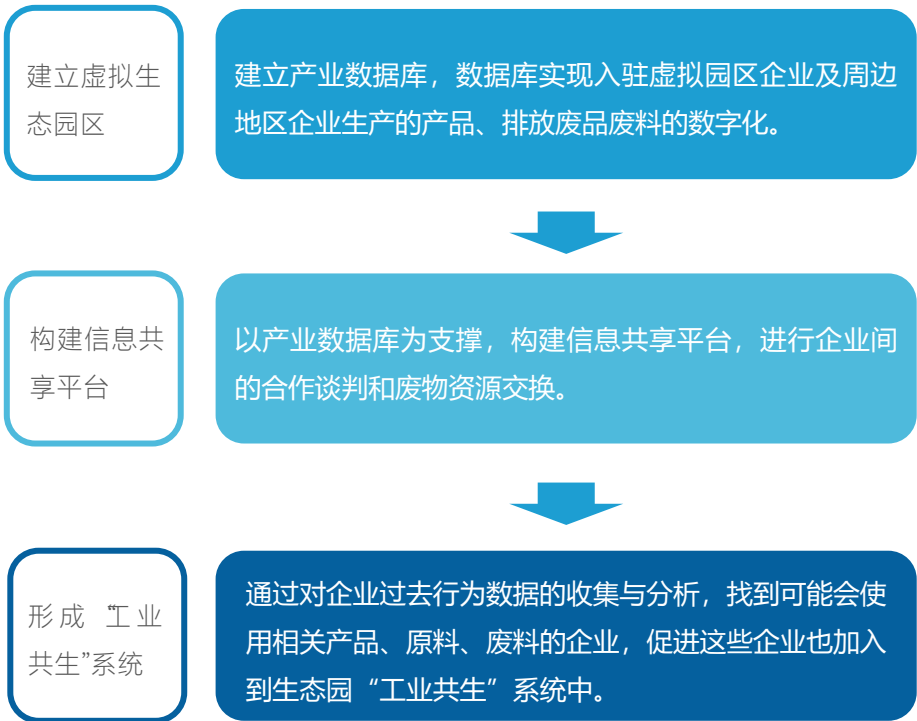 建立虚拟生
态园区
建立产业数据库，数据库实现入驻虚拟园区企业及周边
地区企业生产的产品、排放废品废料的数字化。
构建信息共
享平台
以产业数据库为支撑，构建信息共享平台，进行企业间
的合作谈判和废物资源交换。
形成“工业
共生”系统
通过对企业过去行为数据的收集与分析，找到可能会使
用相关产品、原料、废料的企业，促进这些企业也加入
到生态园“工业共生”系统中。